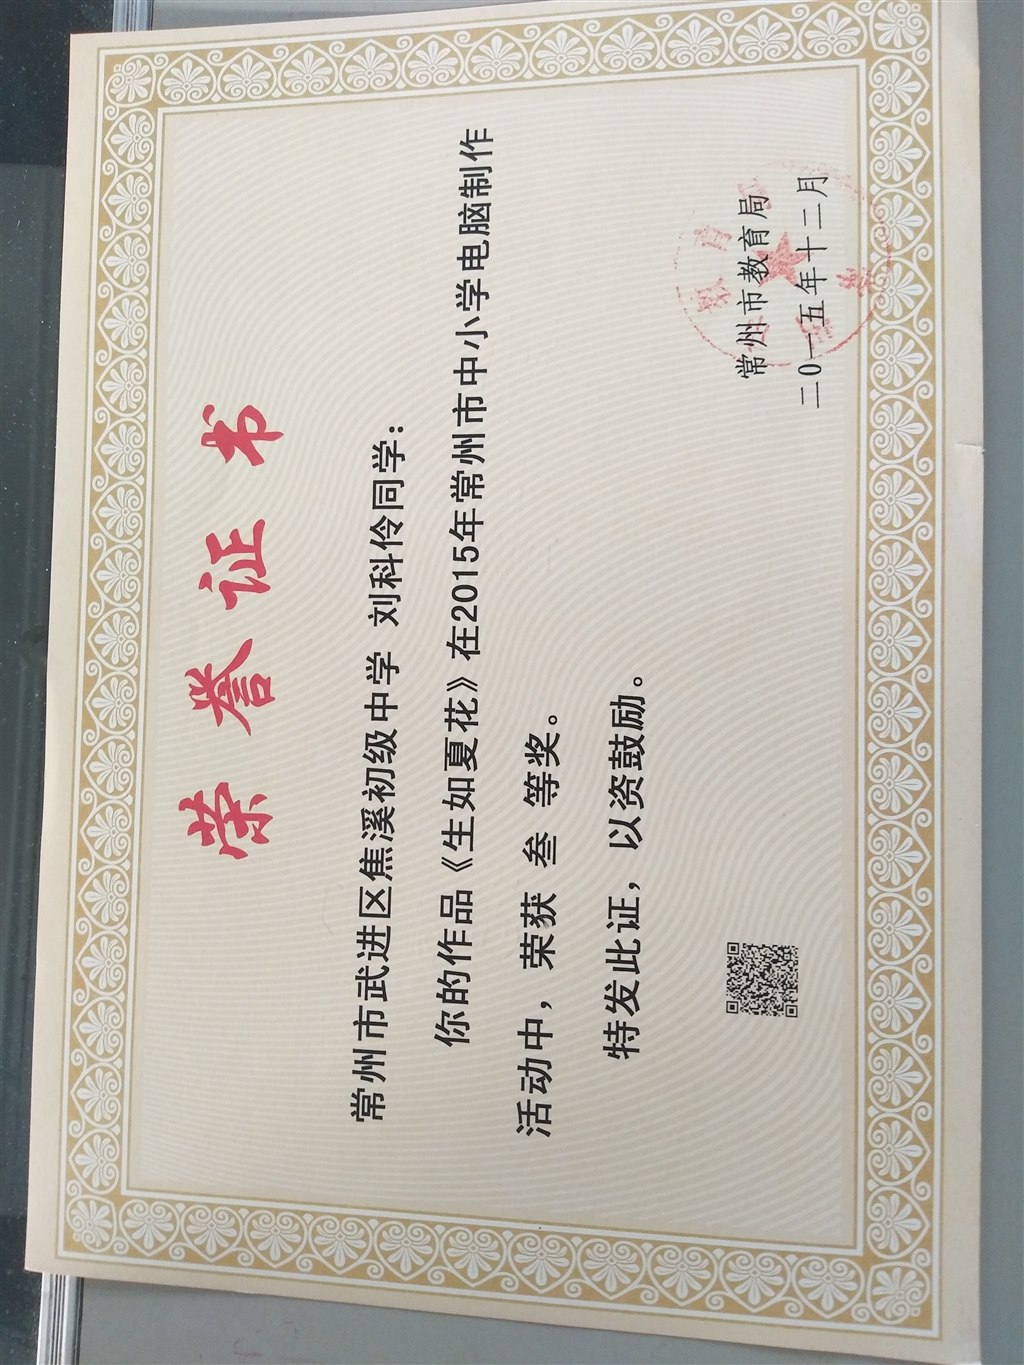 荣誉证书
常州市武进区焦溪初级中学 刘科伶同学：
你的作品《生如夏花》在2015年常州市中小学电脑制作
活动中，荣获 叁 等奖。
特发此证，以资鼓励。
常州市教育局
二0一五年十二月